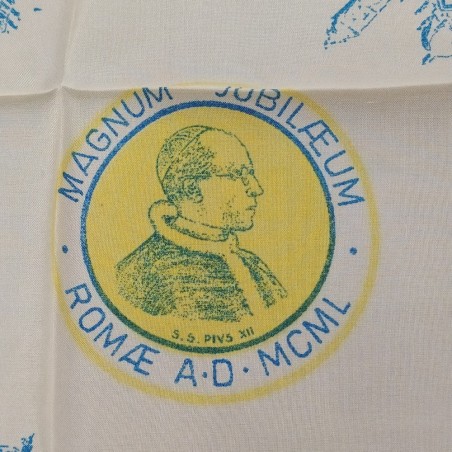 MAGNUM JUBILÆUM
S. S. PIVS XII
ROMÆ A·D·MCML